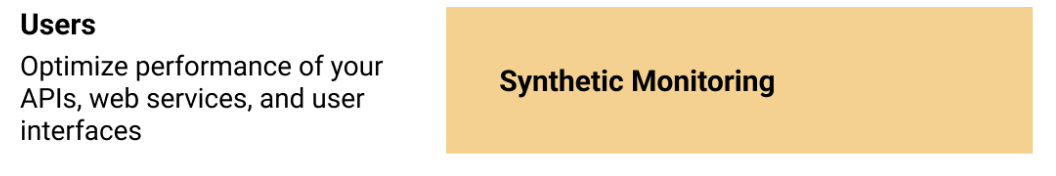 Users
Optimize performance of your
APIs, web services, and user
interfaces
Synthetic Monitoring